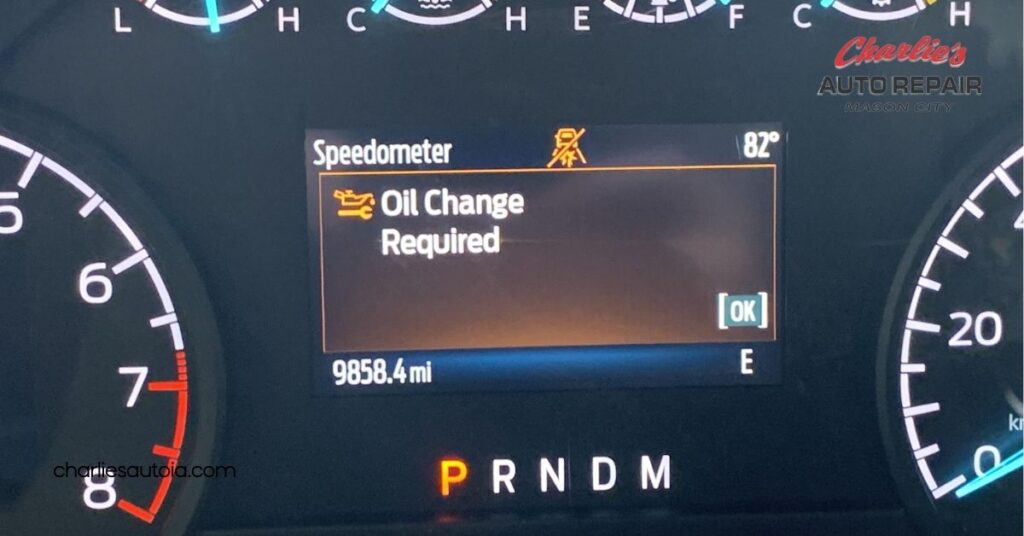 L H C H E F C H
Charlie's
AUTO REPAIR
MASON CITY
Speedometer 82°
Oil Change
Required
[OK]
9858.4 mi E
5
6
7
8
20
0
P R N D M
charliesautoia.com